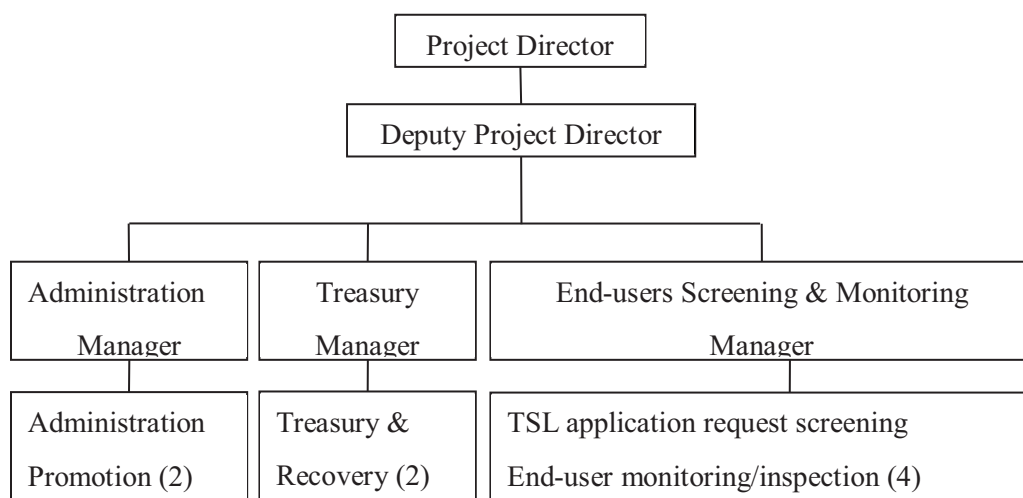 Project Director
Deputy Project Director
Administration
Manager
Treasury
Manager
End-users Screening & Monitoring
Manager
Administration
Promotion (2)
Treasury &
Recovery (2)
TSL application request screening
End-user monitoring/inspection (4)